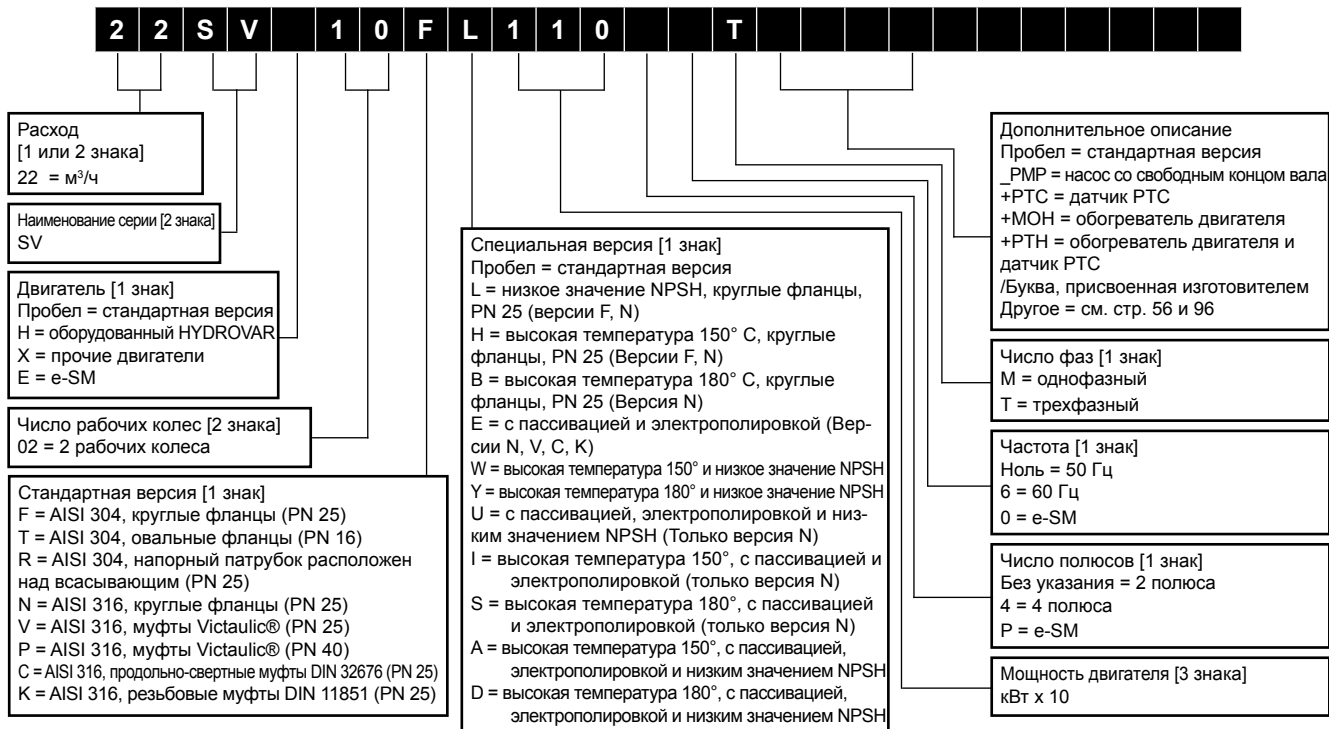 22SV 10FL110 T
Расход
[1 или 2 знака]
22 = м³/ч
Наименование серии [2 знака]
SV
Двигатель [1 знак]
Пробел = стандартная версия
H = оборудованный HYDROVAR
X = прочие двигатели
E = e-SM
Число рабочих колес [2 знака]
02 = 2 рабочих колеса
Стандартная версия [1 знак]
F = AISI 304, круглые фланцы (PN 25)
T = AISI 304, овальные фланцы (PN 16)
R = AISI 304, напорный патрубок расположен
над всасывающим (PN 25)
N = AISI 316, круглые фланцы (PN 25)
V = AISI 316, муфты Victaulic® (PN 25)
P = AISI 316, муфты Victaulic® (PN 40)
C = AISI 316, продольно-свертные муфты DIN 32676 (PN 25)
K = AISI 316, резьбовые муфты DIN 11851 (PN 25)
Специальная версия [1 знак]
Пробел = стандартная версия
L = низкое значение NPSH, круглые фланцы,
PN 25 (версии F, N)
H = высокая температура 150° C, круглые
фланцы, PN 25 (Версии F, N)
B = высокая температура 180° C, круглые
фланцы, PN 25 (Версия N)
E = с пассивацией и электрополировкой (Вер-
сии N, V, C, K)
W = высокая температура 150° и низкое значение NPSH
Y = высокая температура 180° и низкое значение NPSH
U = с пассивацией, электрополировкой и низ-
ким значением NPSH (Только версия N)
I = высокая температура 150°, с пассивацией и
электрополировкой (только версия N)
S = высокая температура 180°, с пассивацией
и электрополировкой (только версия N)
A = высокая температура 150°, с пассивацией,
электрополировкой и низким значением NPSH
D = высокая температура 180°, с пассивацией,
электрополировкой и низким значением NPSH
Дополнительное описание
Пробел = стандартная версия
_PMP = насос со свободным концом вала
+PTC = датчик PTC
+MOH = обогреватель двигателя
+PTH = обогреватель двигателя и
датчик PTC
/Буква, присвоенная изготовителем
Другое = см. стр. 56 и 96
Число фаз [1 знак]
M = однофазный
T = трехфазный
Частота [1 знак]
Ноль = 50 Гц
6 = 60 Гц
0 = e-SM
Число полюсов [1 знак]
Без указания = 2 полюса
4 = 4 полюса
P = e-SM
Мощность двигателя [3 знака]
кВт x 10